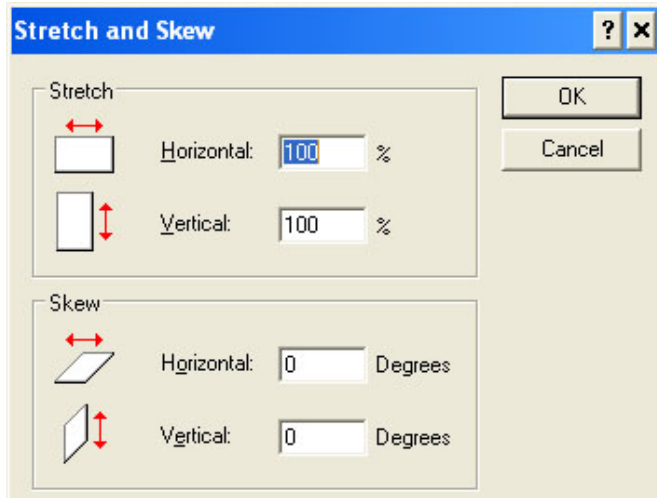 Stretch and Skew
? ×
Stretch
Horizontal: 100 %
Vertical: 100 %
OK
Cancel
Skew
Horizontal: 0 Degrees
Vertical: 0 Degrees